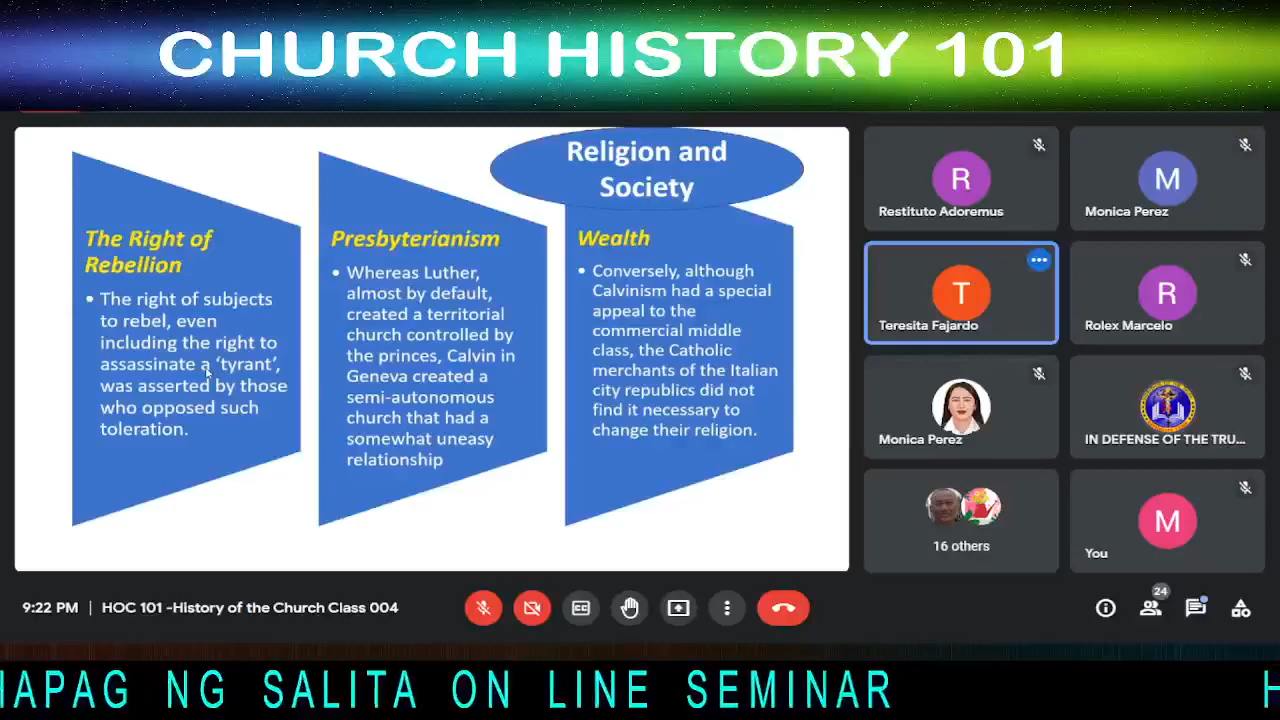 CHURCH HISTORY 101
Religion and
Society
The Right of
Rebellion
• The right of subjects
to rebel, even
including the right to
assassinate a ‘tyrant’,
was asserted by those
who opposed such
toleration.
Presbyterianism
• Whereas Luther,
almost by default,
created a territorial
church controlled by
the princes, Calvin in
Geneva created a
semi-autonomous
church that had a
somewhat uneasy
relationship
Wealth
• Conversely, although
Calvinism had a special
appeal to the
commercial middle
class, the Catholic
merchants of the Italian
city republics did not
find it necessary to
change their religion.
R
Restituto Adoremus
M
Monica Perez
T
Teresita Fajardo
R
Rolex Marcelo
Monica Perez
IN DEFENSE OF THE TRU...
16 others
M
You
9:22 PM | HOC 101 -History of the Church Class 004
CC
24
HAPAG NG SALITA ON LINE SEMINAR H